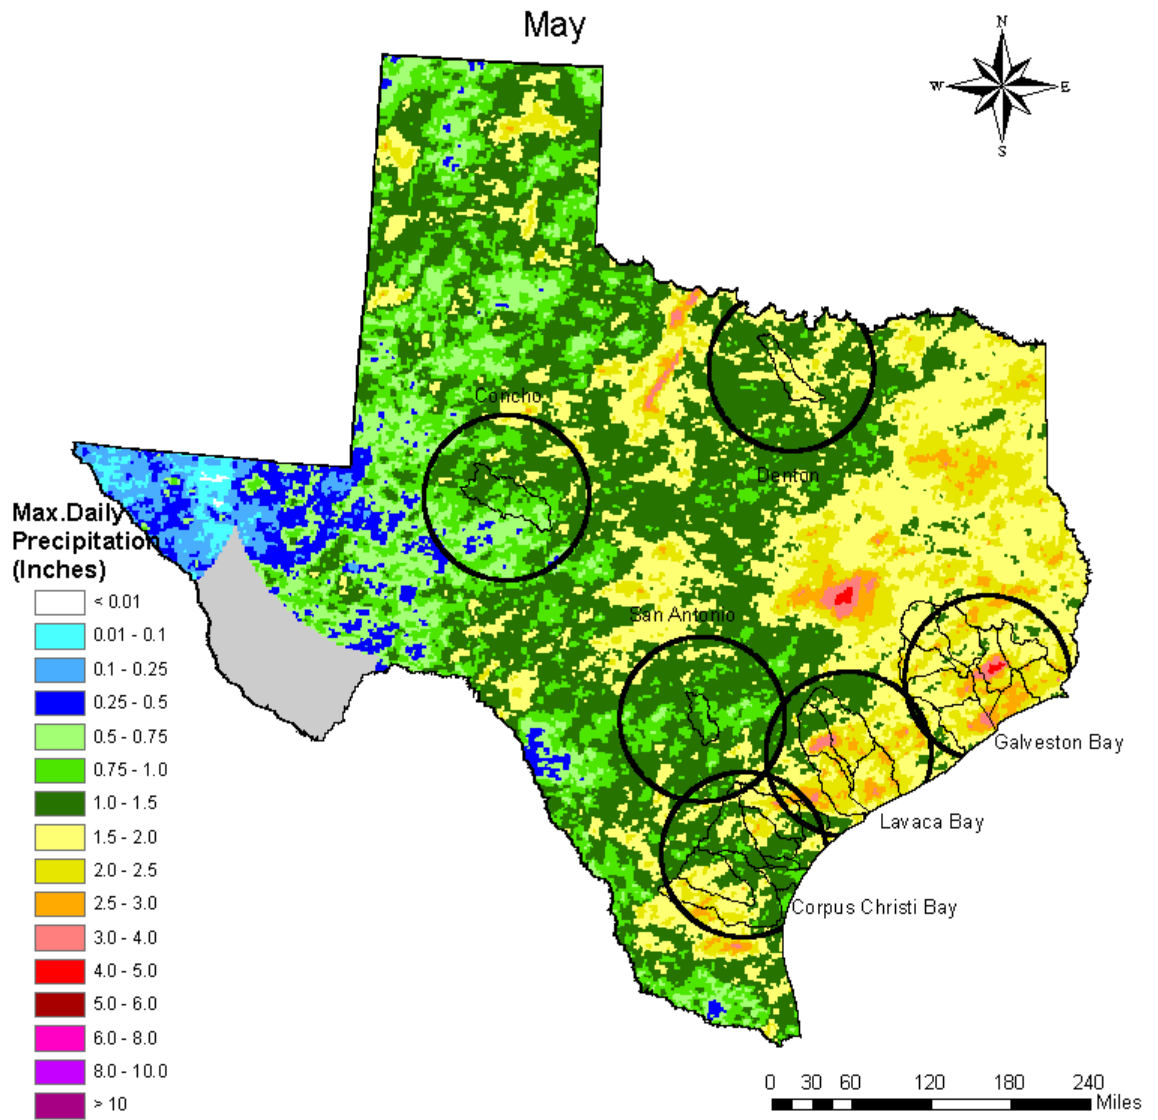 May
N
W E
S
Concho
Denton
Max.Daily
Precipitation
(Inches)
< 0.01
0.01 - 0.1
0.1 - 0.25
0.25 - 0.5
0.5 - 0.75
0.75 - 1.0
1.0 - 1.5
1.5 - 2.0
2.0 - 2.5
2.5 - 3.0
3.0 - 4.0
4.0 - 5.0
5.0 - 6.0
6.0 - 8.0
8.0 - 10.0
> 10
San Antonio
Galveston Bay
Lavaca Bay
Corpus Christi Bay
0 30 60 120 180 240
Miles